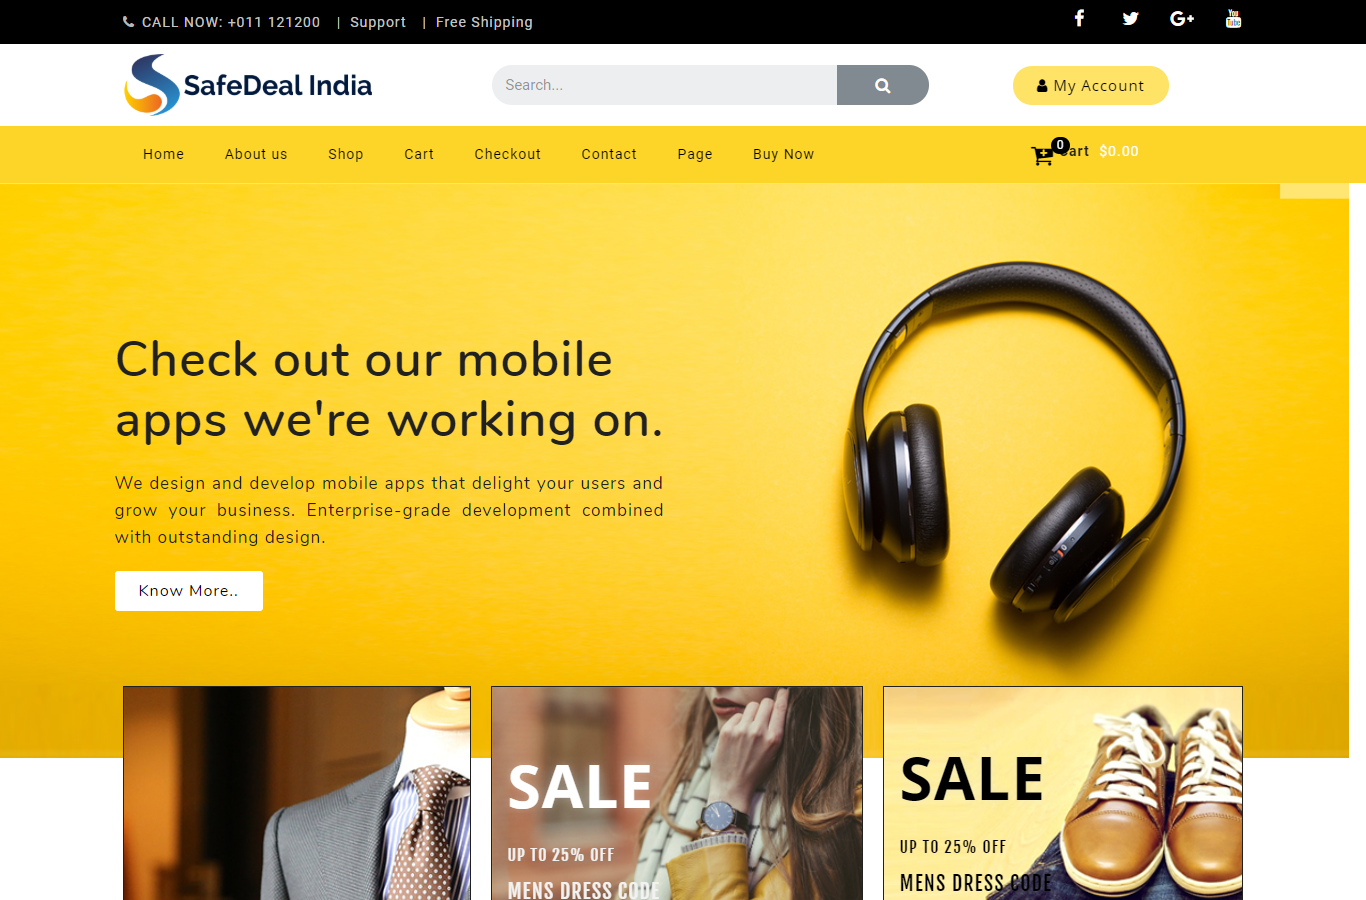 CALL NOW: +011 121200 | Support | Free Shipping
You
Tube
SafeDeal India
Search...
My Account
Home About us Shop Cart Checkout Contact Page Buy Now
0
Cart $0.00
Check out our mobile
apps we're working on.
We design and develop mobile apps that delight your users and
grow your business. Enterprise-grade development combined
with outstanding design.
Know More..
SALE
UP TO 25% OFF
MENS DRESS CODE
SALE
UP TO 25% OFF
MENS DRESS CODE